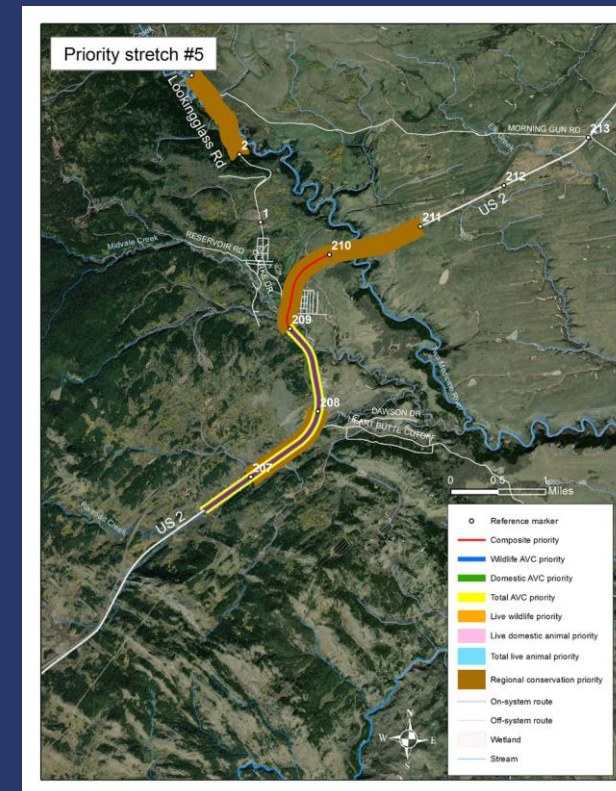 Priority stretch #5
Lookingglass Rd
2
1
MORNING GUN RD
213
212
US 2
211
210
Midvale Creek
RESERVOIR RD
209
208
DAWSON DR
HEART BUTTE CUTOFF
207
US 2
0 0.5 1
Miles
Reference marker
Composite priority
Wildlife AVC priority
Domestic AVC priority
Total AVC priority
Live wildlife priority
Live domestic animal priority
Total live animal priority
Regional conservation priority
On-system route
Off-system route
Wetland
Stream
N
W E
S